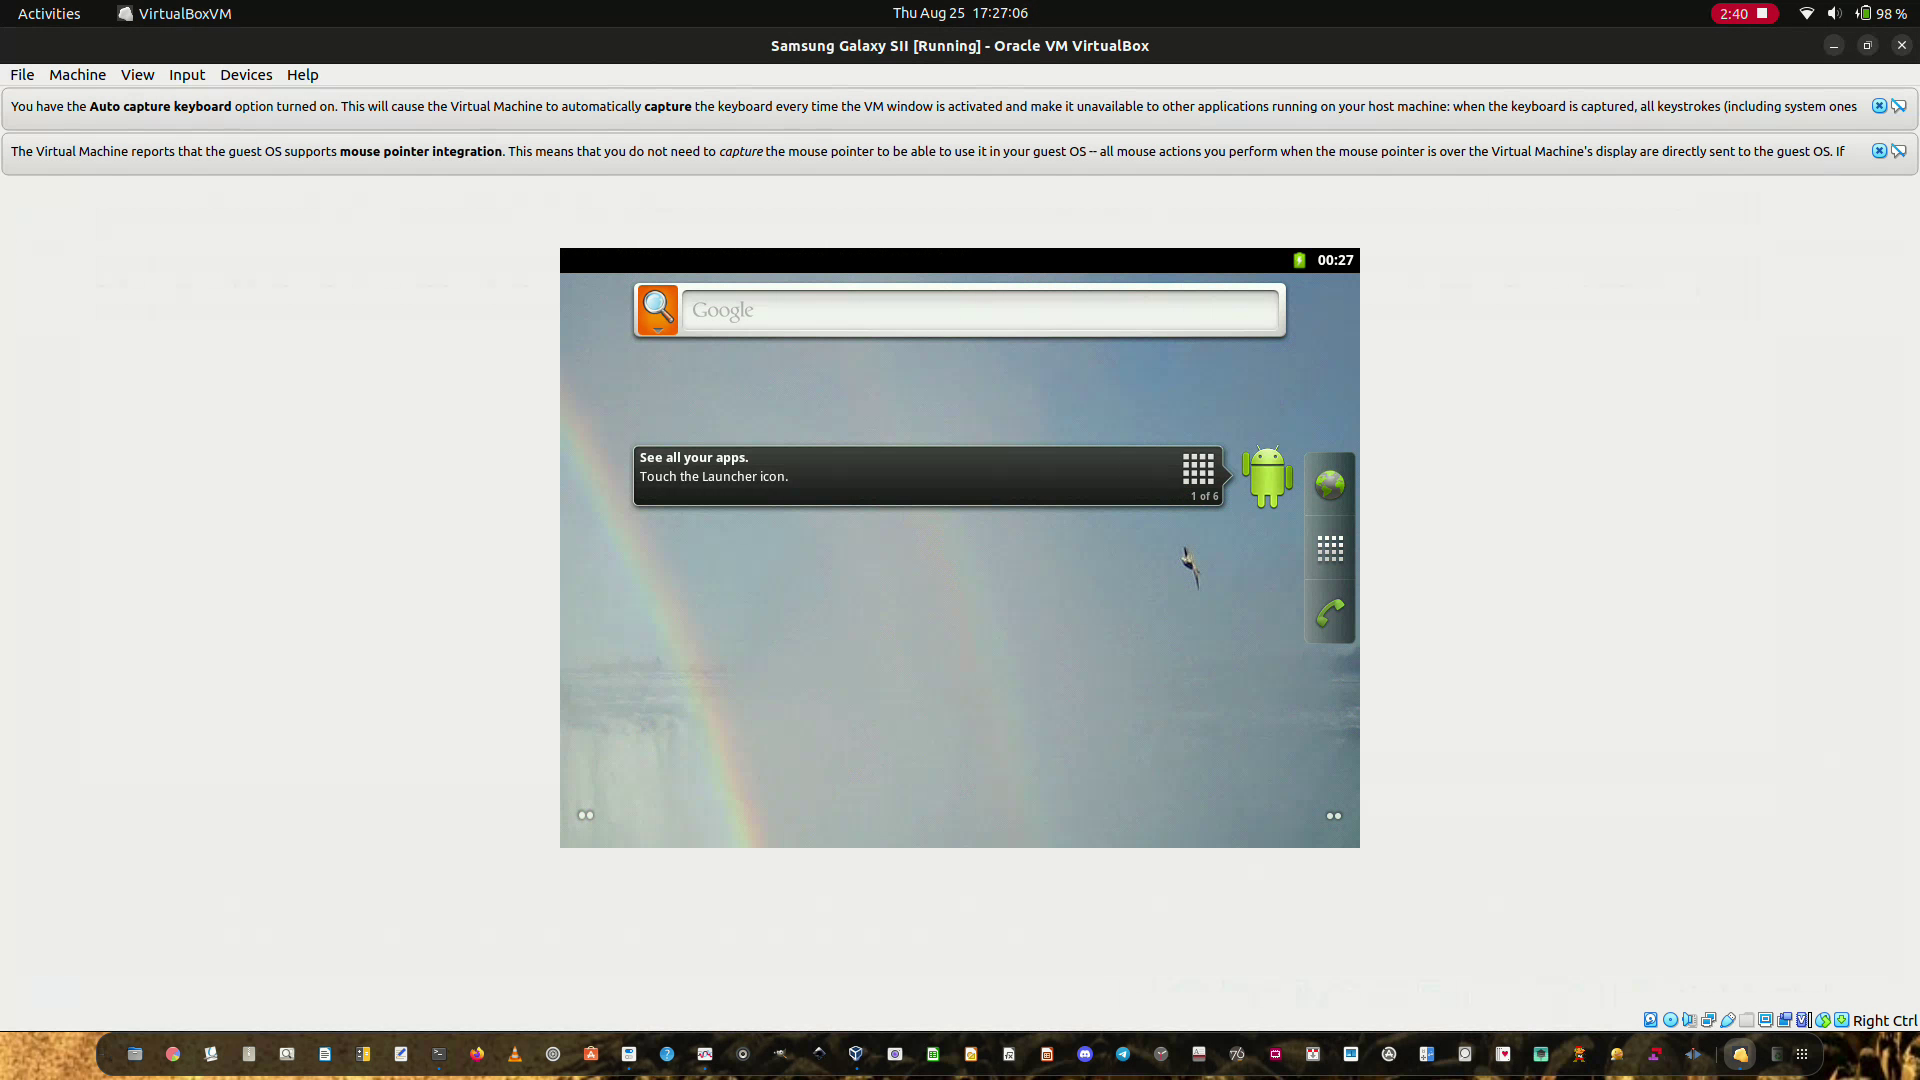 Activities
VirtualBoxVM
Thu Aug 25 17:27:06
2:40
98 %
Samsung Galaxy SII [Running] - Oracle VM VirtualBox
File Machine View Input Devices Help
You have the Auto capture keyboard option turned on. This will cause the Virtual Machine to automatically capture the keyboard every time the VM window is activated and make it unavailable to other applications running on your host machine: when the keyboard is captured, all keystrokes (including system ones
The Virtual Machine reports that the guest OS supports mouse pointer integration. This means that you do not need to capture the mouse pointer to be able to use it in your guest OS -- all mouse actions you perform when the mouse pointer is over the Virtual Machine's display are directly sent to the guest OS. If
00:27
Google
See all your apps.
Touch the Launcher icon.
1 of 6
Right Ctrl